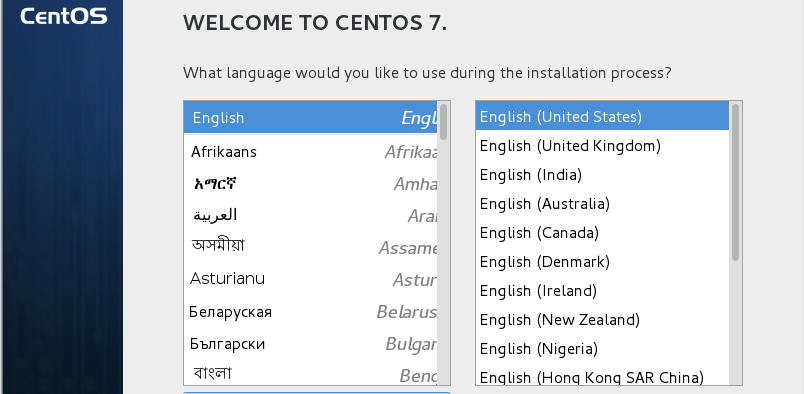 CentOS
WELCOME TO CENTOS 7.
What language would you like to use during the installation process?
English Engl
Afrikaans Afrikaa
አማርኛ Amha
العربية Ara
অসমীয়া Assame
Asturianu Astur
Беларуская Belarus
Български Bulgar
বাংলা Beng
English (United States)
English (United Kingdom)
English (India)
English (Australia)
English (Canada)
English (Denmark)
English (Ireland)
English (New Zealand)
English (Nigeria)
English (Hong Kong SAR China)